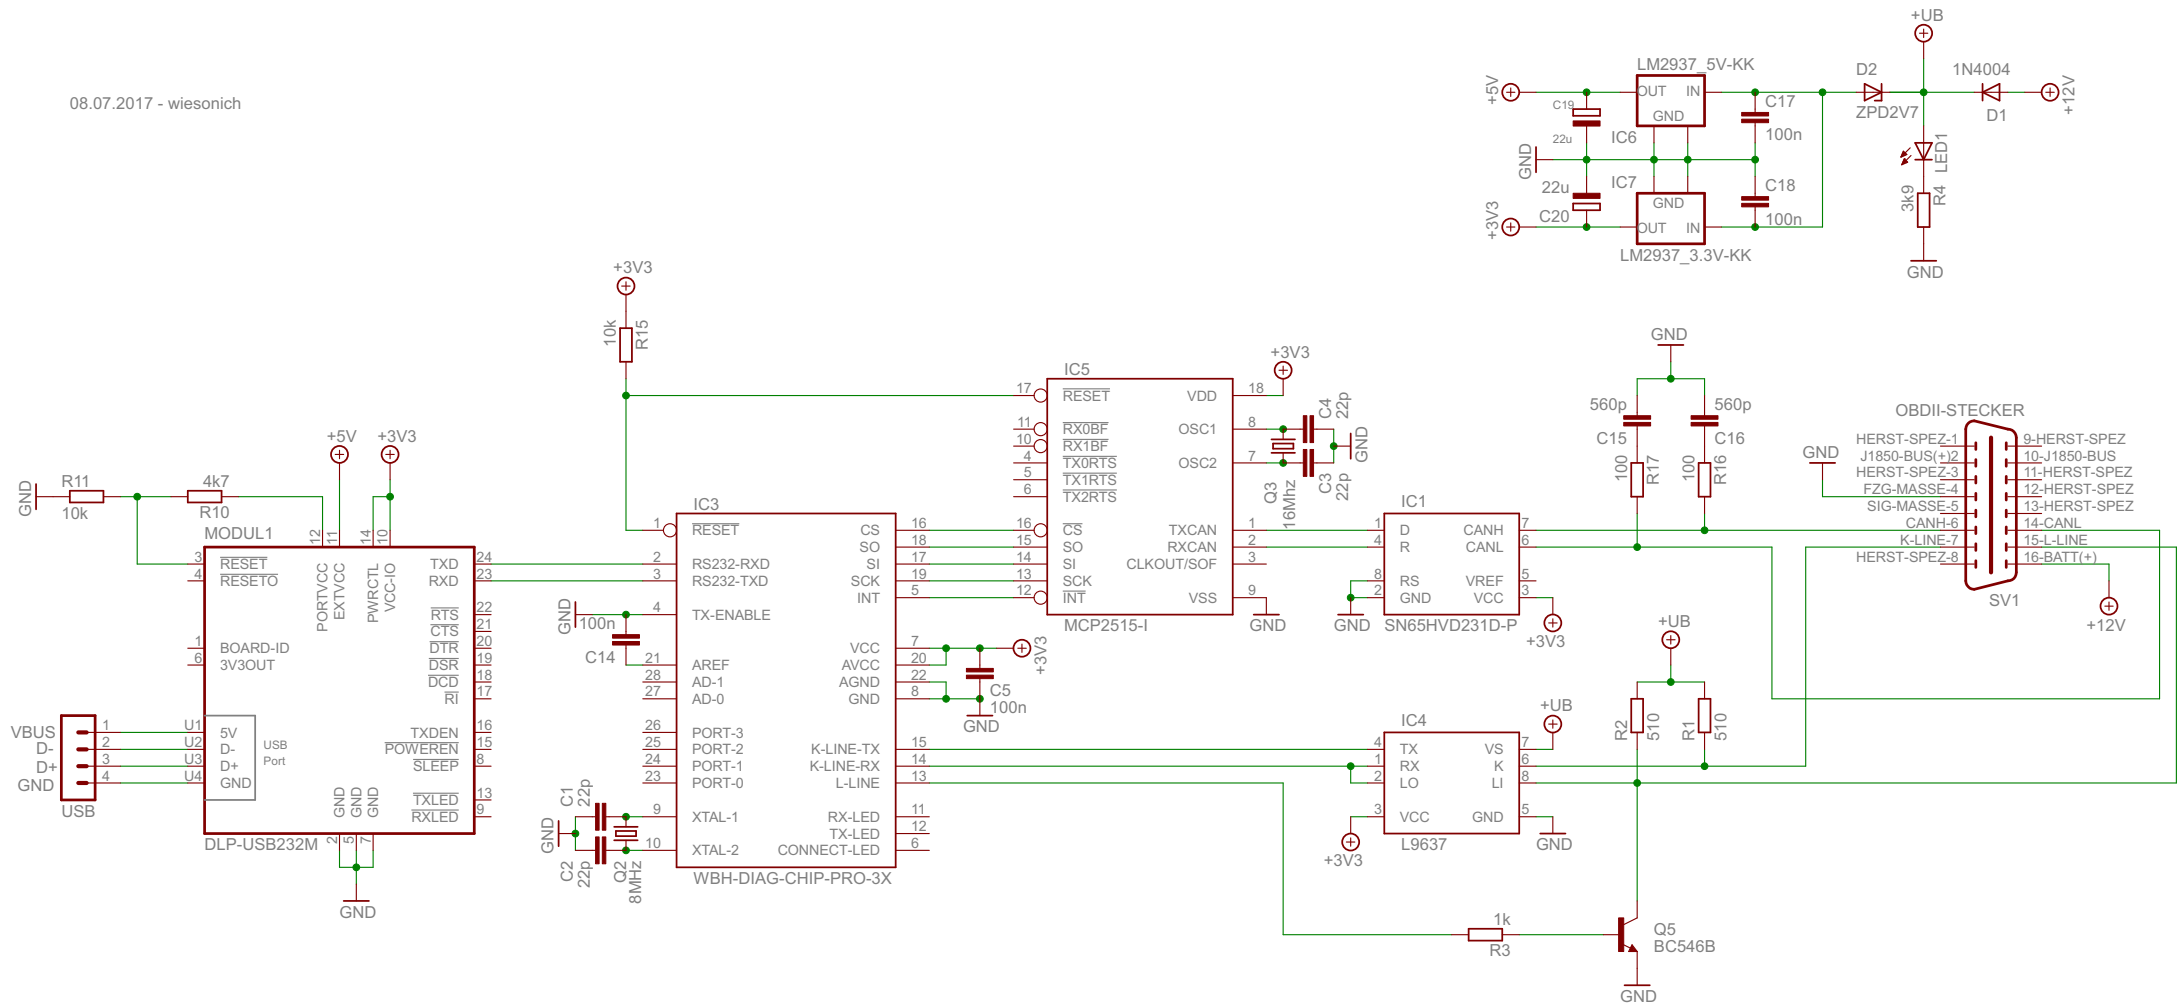 08.07.2017 - wiesonich
+UB
LM2937_5V-KK
D2
1N4004
+5V
C19
OUT
IN
C17
+12V
ZPD2V7
D1
GND
22u
IC6
100n
GND
LED1
22u
IC7
C18
3k9
R4
+3V3
C20
GND
OUT
IN
100n
LM2937_3.3V-KK
GND
+3V3
10k
R15
GND
+3V3
IC5
17
RESET
VDD
18
C4
22p
11
RX0BF
OSC1
8
10
RX1BF
GND
4
TX0RTS
OSC2
7
5
TX1RTS
C3
22p
6
TX2RTS
Q3
16Mhz
16
CS
TXCAN
1
15
SO
RXCAN
2
14
SI
CLKOUT/SOF
3
13
SCK
12
INT
VSS
9
MCP2515-I
GND
560p
560p
C15
C16
100
R17
100
R16
OBDII-STECKER
HERST-SPEZ-1
9-HERST-SPEZ
J1850-BUS(+)2
10-J1850-BUS
HERST-SPEZ-3
11-HERST-SPEZ
FZG-MASSE-4
12-HERST-SPEZ
SIG-MASSE-5
13-HERST-SPEZ
CANH-6
14-CANL
K-LINE-7
15-L-LINE
HERST-SPEZ-8
16-BATT(+)
SV1
GND
+12V
IC1
1
D
CANH
7
4
R
CANL
6
8
RS
VREF
5
2
GND
VCC
3
GND
SN65HVD231D-P
+3V3
+5V
+3V3
GND
R11
10k
4k7
R10
MODUL1
12
11
14
10
PORTVCC
EXTVCC
PWRCTL
VCC-IO
3
RESET
TXD
24
4
RESETO
RXD
23
RTS
22
CTS
21
1
BOARD-ID
DTR
20
6
3V3OUT
DSR
19
DCD
18
RI
17
U1
5V
TXDEN
16
U2
D-
POWEREN
15
U3
D+
SLEEP
8
U4
GND
USB
Port
TXLED
13
RXLED
9
GND
GND
GND
2
5
7
DLP-USB232M
GND
VBUS
1
D-
2
D+
3
GND
4
USB
IC3
1
RESET
CS
16
SO
18
2
RS232-RXD
SI
17
3
RS232-TXD
SCK
19
INT
5
4
TX-ENABLE
GND
100n
C14
VCC
7
21
AREF
AVCC
20
28
AD-1
AGND
22
27
AD-0
GND
8
+3V3
C5
100n
GND
26
PORT-3
25
PORT-2
K-LINE-TX
15
24
PORT-1
K-LINE-RX
14
23
PORT-0
L-LINE
13
9
XTAL-1
RX-LED
11
TX-LED
12
10
XTAL-2
CONNECT-LED
6
WBH-DIAG-CHIP-PRO-3X
GND
C1
22p
C2
22p
Q2
8MHz
+UB
R2
510
R1
510
+UB
IC4
4
TX
VS
7
1
RX
K
6
2
LO
LI
8
3
VCC
GND
5
+3V3
L9637
GND
1k
R3
Q5
BC546B
GND